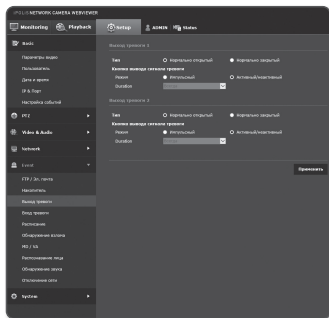 iPOLiS NETWORK CAMERA WEBVIEWER
Monitoring Playback Setup ADMIN Status
Basic
Параметры видео
Пользователь
Дата и время
IP & Порт
Настройка событий
PTZ
Video & Audio
Network
Event
FTP / Эл. почта
Накопитель
Выход тревоги
Вход тревоги
Расписание
Обнаружение взлома
MD / VA
Распознавание лица
Обнаружение звука
Отключение сети
System
Выход тревоги 1
Тип Нормально открытый Нормально закрытый
Кнопка вывода сигнала тревоги
Режим Импульсный Активный/неактивный
Duration
Выход тревоги 2
Тип Нормально открытый Нормально закрытый
Кнопка вывода сигнала тревоги
Режим Импульсный Активный/неактивный
Duration
Применить